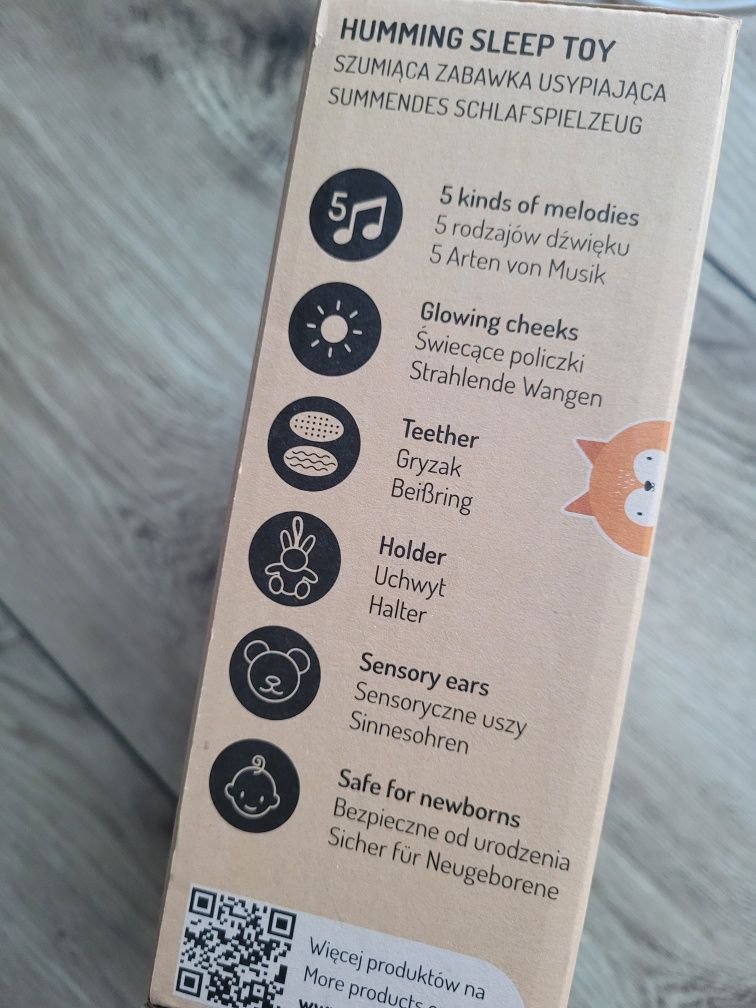 HUMMING SLEEP TOY
SZUMIĄCA ZABAWKA USYPIAJĄCA
SUMMENDES SCHLAFSPIELZEUG
5
5 kinds of melodies
5 rodzajów dźwięku
5 Arten von Musik
Glowing cheeks
Świecące policzki
Strahlende Wangen
Teether
Gryzak
Beißring
Holder
Uchwyt
Halter
Sensory ears
Sensoryczne uszy
Sinnesohren
Safe for newborns
Bezpieczne od urodzenia
Sicher für Neugeborene
Więcej produktów na
More products